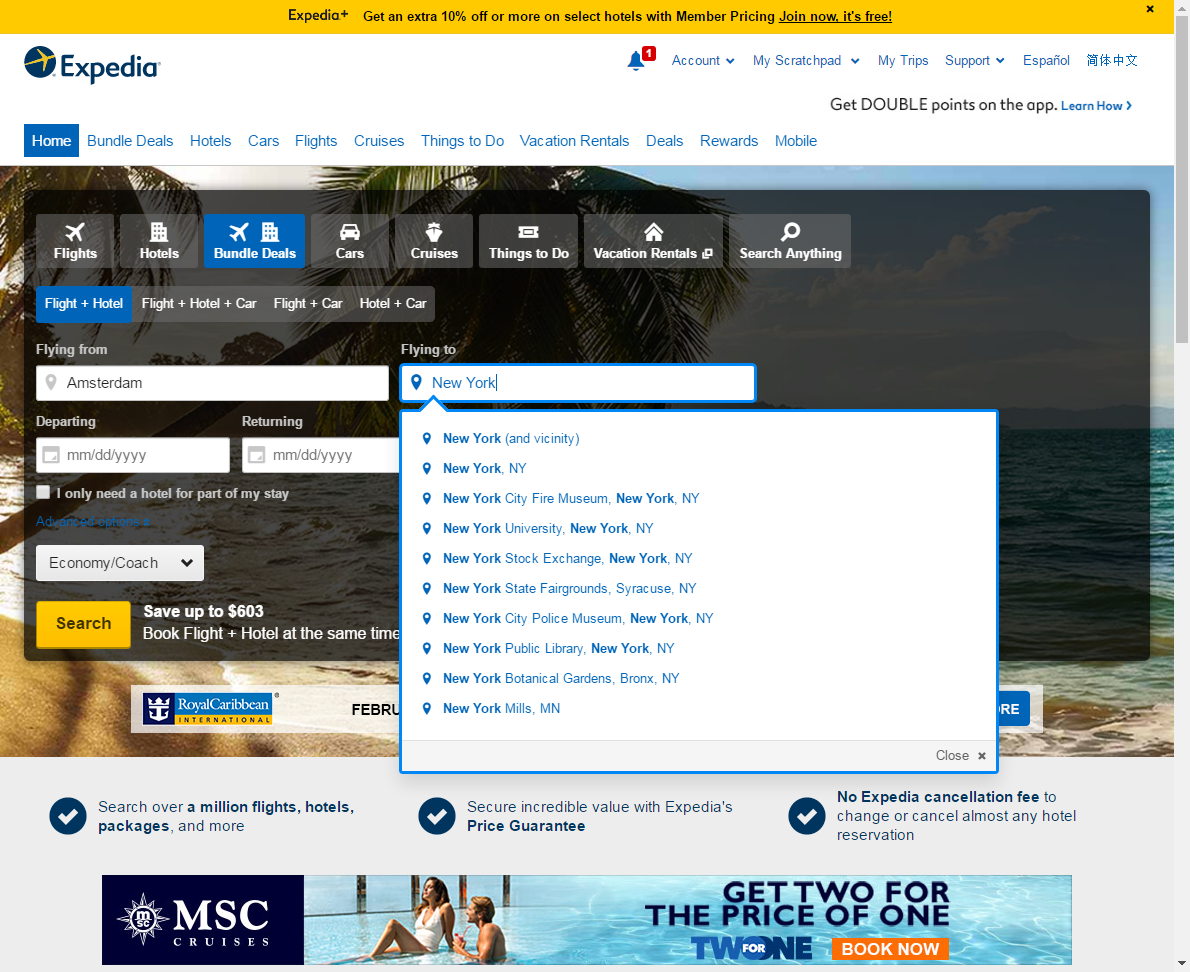 Expedia+ Get an extra 10% off or more on select hotels with Member Pricing Join now, it's free!
Expedia
1
Account My Scratchpad My Trips Support Español 简体中文
Get DOUBLE points on the app. Learn How
Home Bundle Deals Hotels Cars Flights Cruises Things to Do Vacation Rentals Deals Rewards Mobile
Flights Hotels Bundle Deals Cars Cruises Things to Do Vacation Rentals Search Anything
Flight + Hotel Flight + Hotel + Car Flight + Car Hotel + Car
Flying from Flying to
Amsterdam New York
Departing Returning
mm/dd/yyyy mm/dd/yyyy
I only need a hotel for part of my stay
Advanced options
Economy/Coach
Search
Save up to $603
Book Flight + Hotel at the same time
New York (and vicinity)
New York, NY
New York City Fire Museum, New York, NY
New York University, New York, NY
New York Stock Exchange, New York, NY
New York State Fairgrounds, Syracuse, NY
New York City Police Museum, New York, NY
New York Public Library, New York, NY
New York Botanical Gardens, Bronx, NY
New York Mills, MN
Close
RoyalCaribbean
INTERNATIONAL
FEBRU
RE
Search over a million flights, hotels,
packages, and more
Secure incredible value with Expedia's
Price Guarantee
No Expedia cancellation fee to
change or cancel almost any hotel
reservation
MSC
MSC
CRUISES
GET TWO FOR
THE PRICE OF ONE
TWO FOR ONE
BOOK NOW